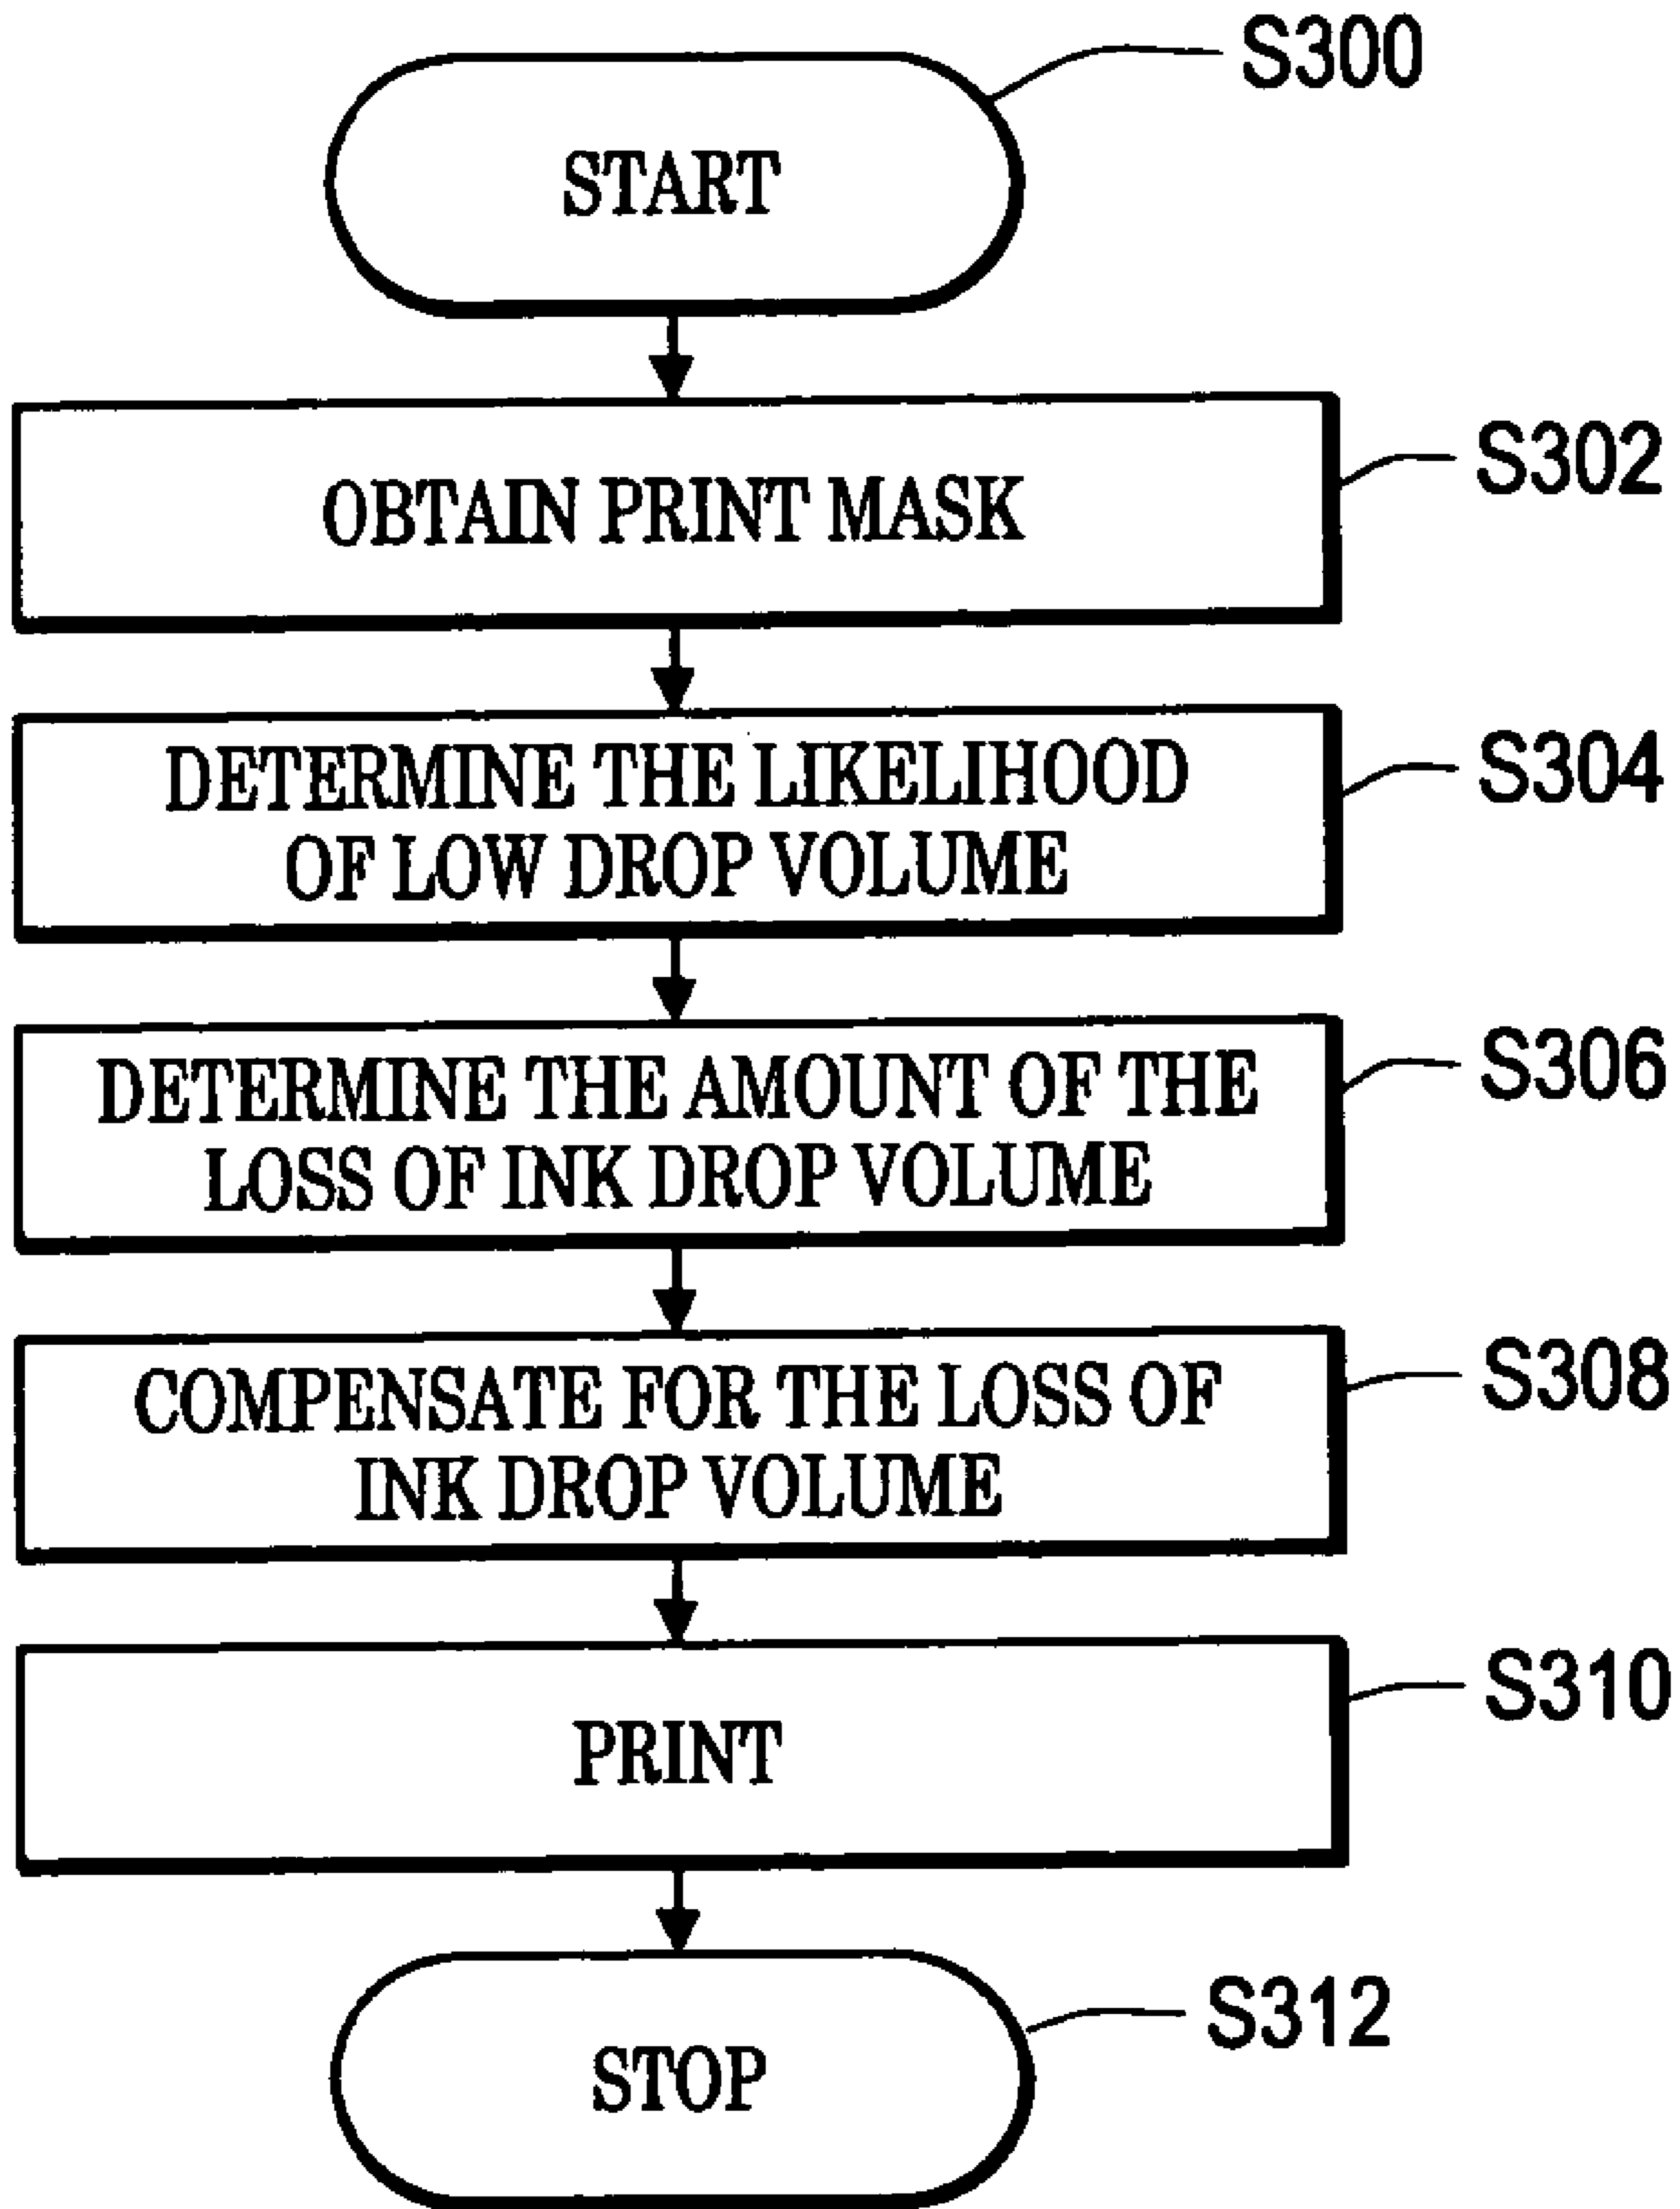 S300
START
OBTAIN PRINT MASK
S302
DETERMINE THE LIKELIHOOD
OF LOW DROP VOLUME
S304
DETERMINE THE AMOUNT OF THE
LOSS OF INK DROP VOLUME
S306
COMPENSATE FOR THE LOSS OF
INK DROP VOLUME
S308
PRINT
S310
STOP
S312